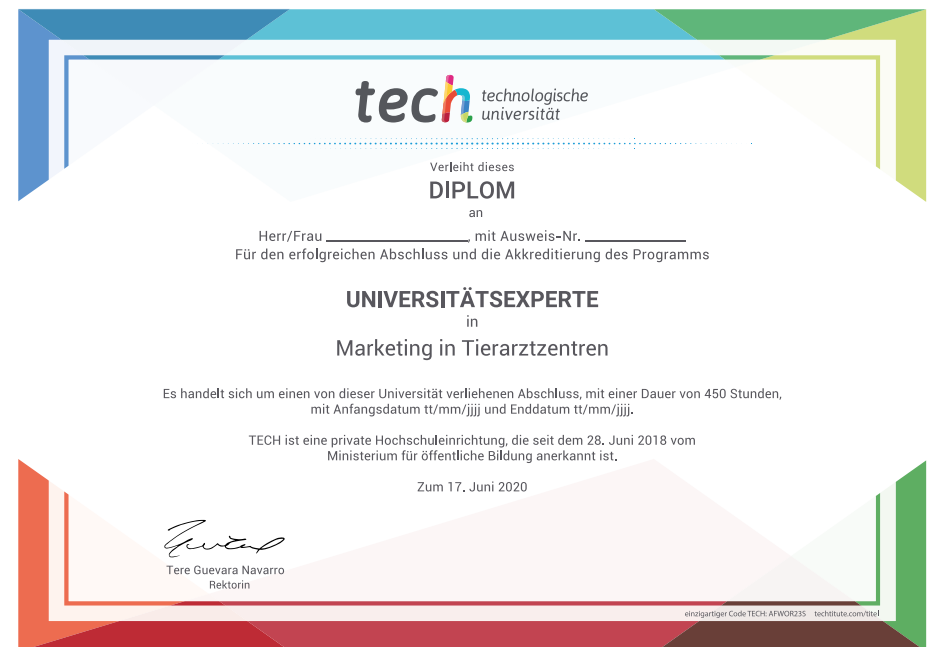 tech technologische
universität
Verleiht dieses
DIPLOM
an
Herr/Frau ____________, mit Ausweis-Nr. ____________
Für den erfolgreichen Abschluss und die Akkreditierung des Programms
UNIVERSITÄTSEXPERTE
in
Marketing in Tierarztzentren
Es handelt sich um einen von dieser Universität verliehenen Abschluss, mit einer Dauer von 450 Stunden,
mit Anfangsdatum tt/mm/jjjj und Enddatum tt/mm/jjjj.
TECH ist eine private Hochschuleinrichtung, die seit dem 28. Juni 2018 vom
Ministerium für öffentliche Bildung anerkannt ist.
Zum 17. Juni 2020
Tere Guevara Navarro
Rektorin
einzigartiger Code TECH: AFWOR23S techtitute.com/titel